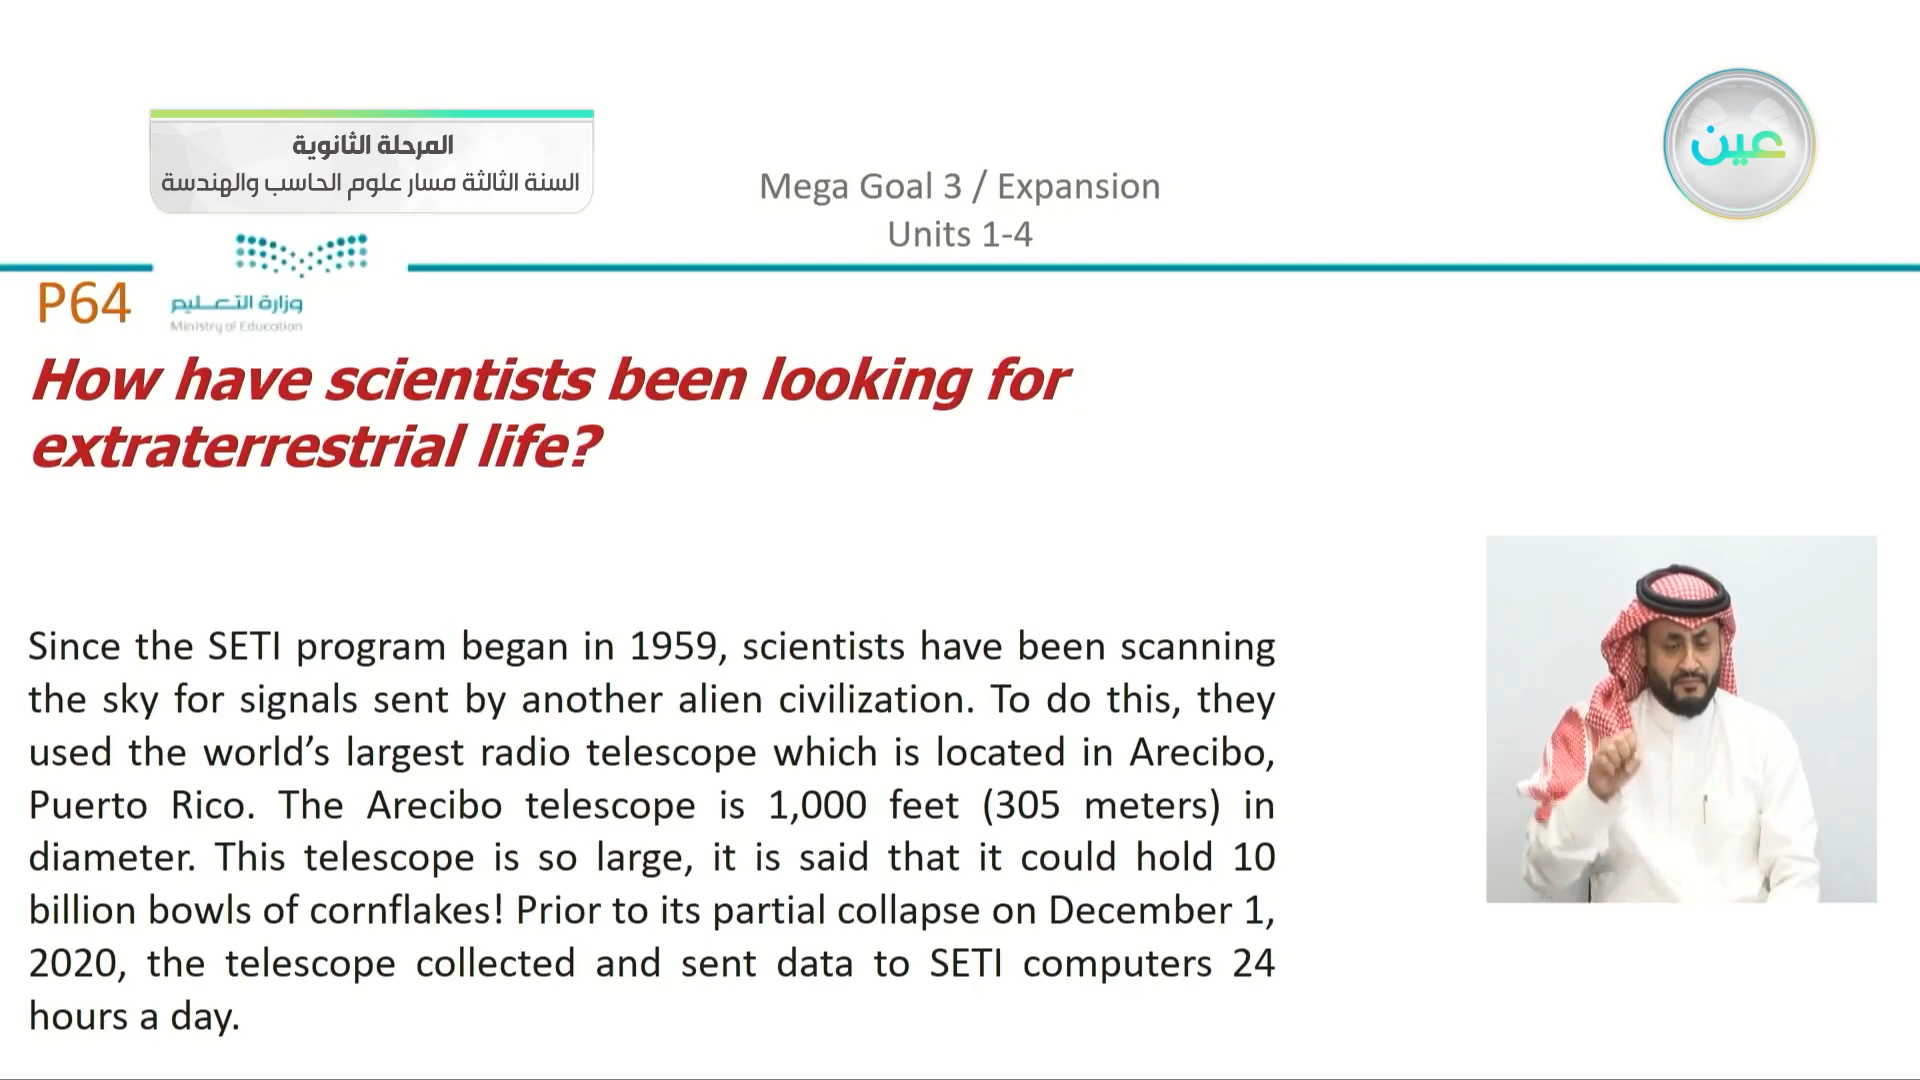 المرحلة الثانوية
السنة الثالثة مسار علوم الحاسب والهندسة
Mega Goal 3 / Expansion
Units 1-4
عين
P64
وزارة التعليم
Ministry of Education
How have scientists been looking for
extraterrestrial life?
Since the SETI program began in 1959, scientists have been scanning
the sky for signals sent by another alien civilization. To do this, they
used the world’s largest radio telescope which is located in Arecibo,
Puerto Rico. The Arecibo telescope is 1,000 feet (305 meters) in
diameter. This telescope is so large, it is said that it could hold 10
billion bowls of cornflakes! Prior to its partial collapse on December 1,
2020, the telescope collected and sent data to SETI computers 24
hours a day.